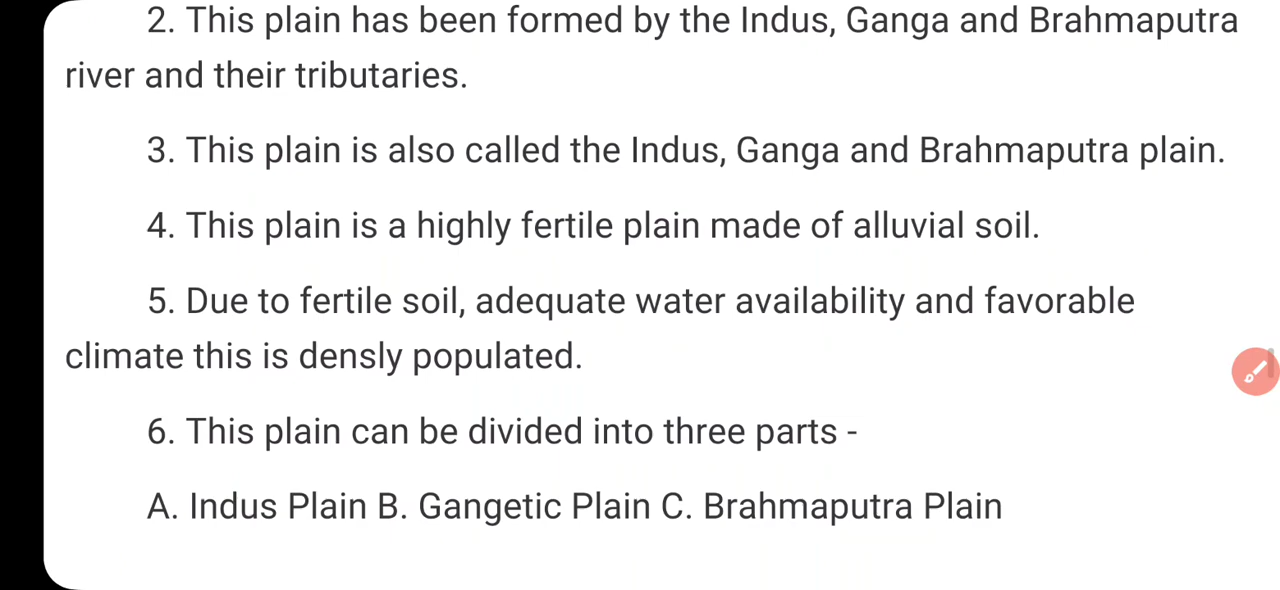 2. This plain has been formed by the Indus, Ganga and Brahmaputra
river and their tributaries.
3. This plain is also called the Indus, Ganga and Brahmaputra plain.
4. This plain is a highly fertile plain made of alluvial soil.
5. Due to fertile soil, adequate water availability and favorable
climate this is densly populated.
6. This plain can be divided into three parts -
A. Indus Plain B. Gangetic Plain C. Brahmaputra Plain